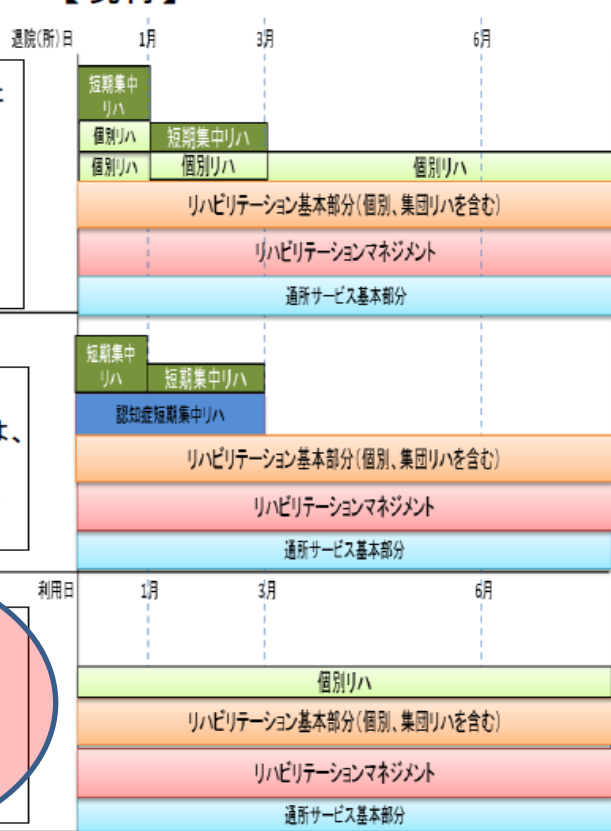 退院(所)日 1月 3月 6月
短期集中
リハ
個別リハ 短期集中リハ
個別リハ 個別リハ 個別リハ
リハビリテーション基本部分(個別、集団リハを含む)
リハビリテーションマネジメント
通所サービス基本部分
短期集中
リハ 短期集中リハ
認知症短期集中リハ
は、
リハビリテーション基本部分(個別、集団リハを含む)
リハビリテーションマネジメント
通所サービス基本部分
利用日 1月 3月 6月
個別リハ
リハビリテーション基本部分(個別、集団リハを含む)
リハビリテーションマネジメント
通所サービス基本部分